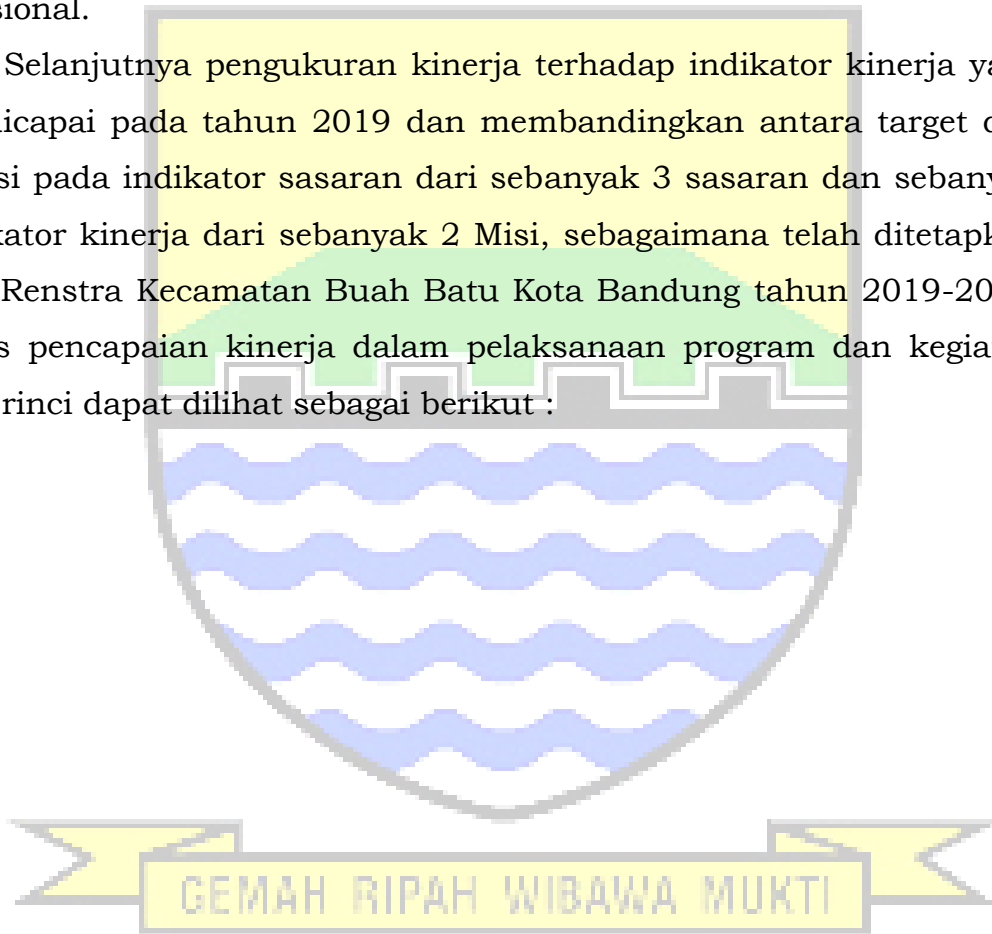 sional.
Selanjutnya pengukuran kinerja terhadap indikator kinerja ya
licapai pada tahun 2019 dan membandingkan antara target d
si pada indikator sasaran dari sebanyak 3 sasaran dan sebany
kator kinerja dari sebanyak 2 Misi, sebagaimana telah ditetapk
Renstra Kecamatan Buah Batu Kota Bandung tahun 2019-20
s pencapaian kinerja dalam pelaksanaan program dan kegia
rinci dapat dilihat sebagai berikut :
GEMAH RIPAH WIBAWA MUKTI